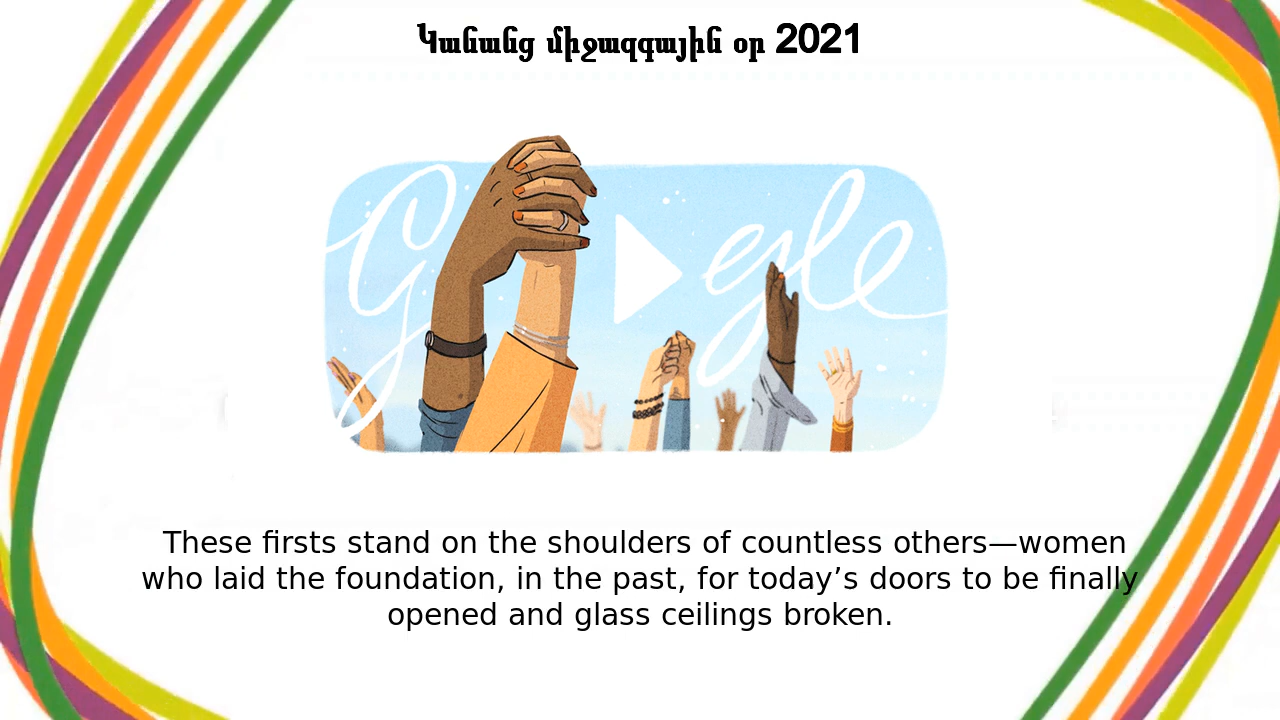 Կանանց միջազգային օր 2021
Google
These firsts stand on the shoulders of countless others—women
who laid the foundation, in the past, for today’s doors to be finally
opened and glass ceilings broken.